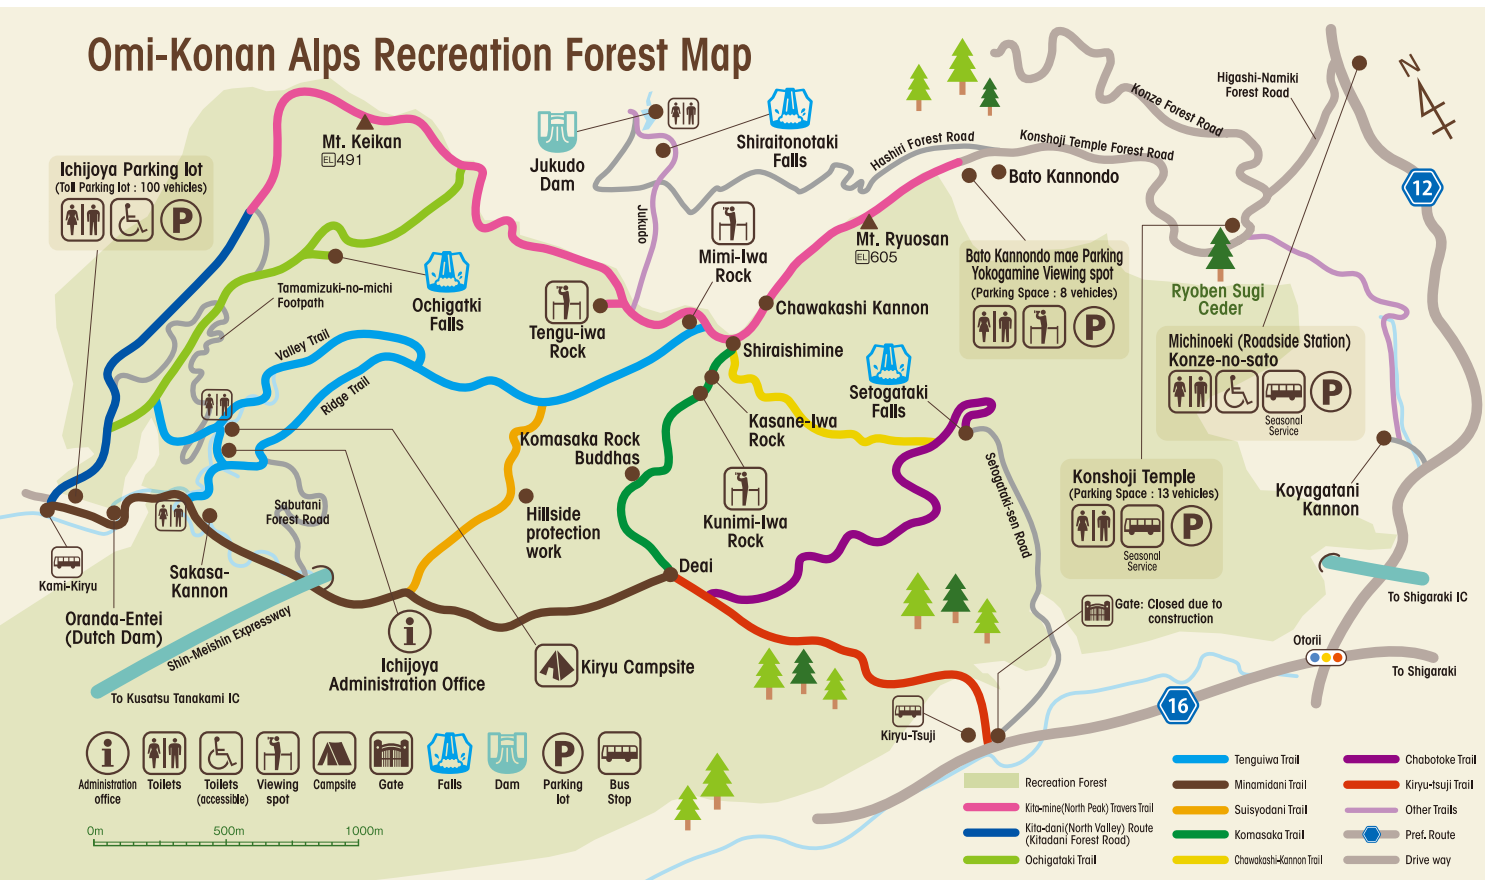 Omi-Konan Alps Recreation Forest Map
Ichijoya Parking lot
(Toll Parking lot : 100 vehicles)
P
Mt. Keikan
EL 491
Jukudo
Dam
Shiraitonotaki
Falls
Hashiri Forest Road
Konshoji Temple Forest Road
Konze Forest Road
Higashi-Namiki
Forest Road
N
12
Bato Kannondo
Jukudo
Mimi-Iwa
Rock
Mt. Ryuosan
EL 605
Bato Kannondo mae Parking
Yokogamine Viewing spot
(Parking Space : 8 vehicles)
P
Ryoben Sugi
Ceder
Ochigatki
Falls
Tamamizuki-no-michi
Footpath
Tengu-iwa
Rock
Chawakashi Kannon
Shiraishimine
Michinoeki (Roadside Station)
Konze-no-sato
P
Seasonal
Service
Valley Trail
Ridge Trail
Setogataki
Falls
Kasane-Iwa
Rock
Komasaka Rock
Buddhas
Setogataki-sen Road
Konshoji Temple
(Parking Space : 13 vehicles)
P
Seasonal
Service
Koyagatani
Kannon
Sabutani
Forest Road
Hillside
protection
work
Kunimi-Iwa
Rock
Deai
Kami-Kiryu
Sakasa-
Kannon
Oranda-Entei
(Dutch Dam)
Shin-Meishin Expressway
To Kusatsu Tanakami IC
i
Ichijoya
Administration Office
Kiryu Campsite
Gate: Closed due to
construction
To Shigaraki IC
Otorii
To Shigaraki
16
Kiryu-Tsuji
i
P
Administration
office
Toilets
Toilets
(accessible)
Viewing
spot
Campsite
Gate
Falls
Dam
Parking
lot
Bus
Stop
0m
500m
1000m
Recreation Forest
Kita-mine(North Peak) Travers Trail
Kita-dani(North Valley) Route
(Kitadani Forest Road)
Ochigataki Trail
Tenguiwa Trail
Minamidani Trail
Suisyodani Trail
Komasaka Trail
Chawakashi-Kannon Trail
Chabotoke Trail
Kiryu-tsuji Trail
Other Trails
Pref. Route
Drive way